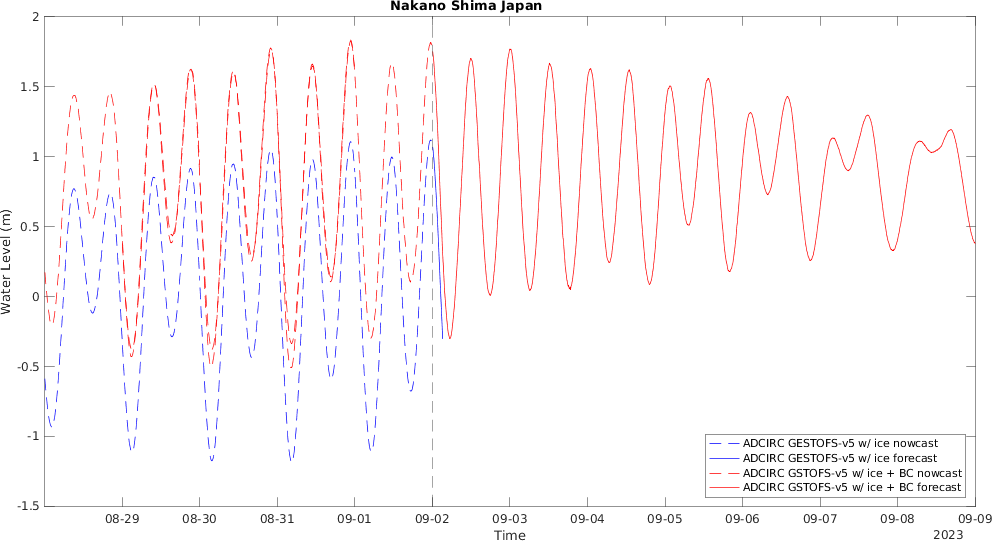 Nakano Shima Japan
2
1.5
1
0.5
0
-0.5
-1
-1.5
Water Level (m)
ADCIRC GESTOFS-v5 w/ ice nowcast
ADCIRC GESTOFS-v5 w/ ice forecast
ADCIRC GSTOFS-v5 w/ ice + BC nowcast
ADCIRC GSTOFS-v5 w/ ice + BC forecast
08-29 08-30 08-31 09-01 09-02 09-03 09-04 09-05 09-06 09-07 09-08 09-09
Time
2023